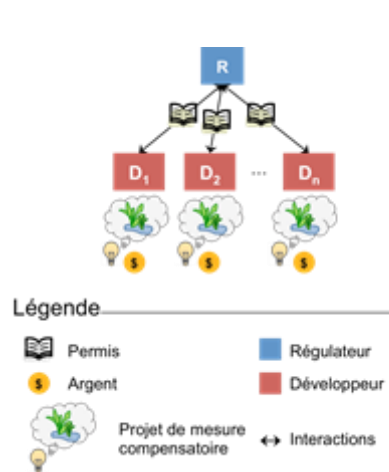 R
D1 D2 ... Dn
$ $ $
Légende
Permis
Régulateur
$ Argent
Développeur
Projet de mesure
compensatoire
Interactions